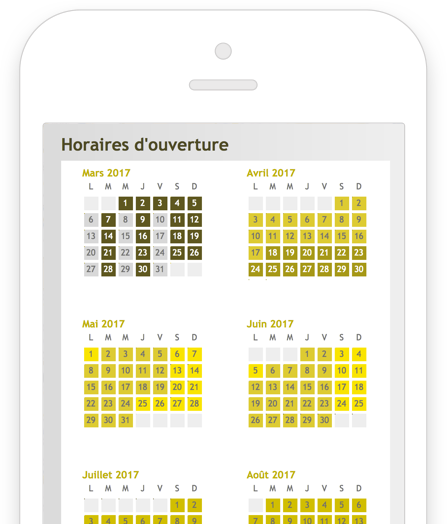 Horaires d'ouverture
Mars 2017
L M M J V S D
1 2 3 4 5
6 7 8 9 10 11 12
13 14 15 16 17 18 19
20 21 22 23 24 25 26
27 28 29 30 31
Avril 2017
L M M J V S D
1 2
3 4 5 6 7 8 9
10 11 12 13 14 15 16
17 18 19 20 21 22 23
24 25 26 27 28 29 30
Mai 2017
L M M J V S D
1 2 3 4 5 6 7
8 9 10 11 12 13 14
15 16 17 18 19 20 21
22 23 24 25 26 27 28
29 30 31
Juin 2017
L M M J V S D
1 2 3 4
5 6 7 8 9 10 11
12 13 14 15 16 17 18
19 20 21 22 23 24 25
26 27 28 29 30
Juillet 2017
L M M J V S D
1 2
3 4 5 6 7 8 9
Août 2017
L M M J V S D
1 2 3 4 5 6
7 8 9 10 11 12 13